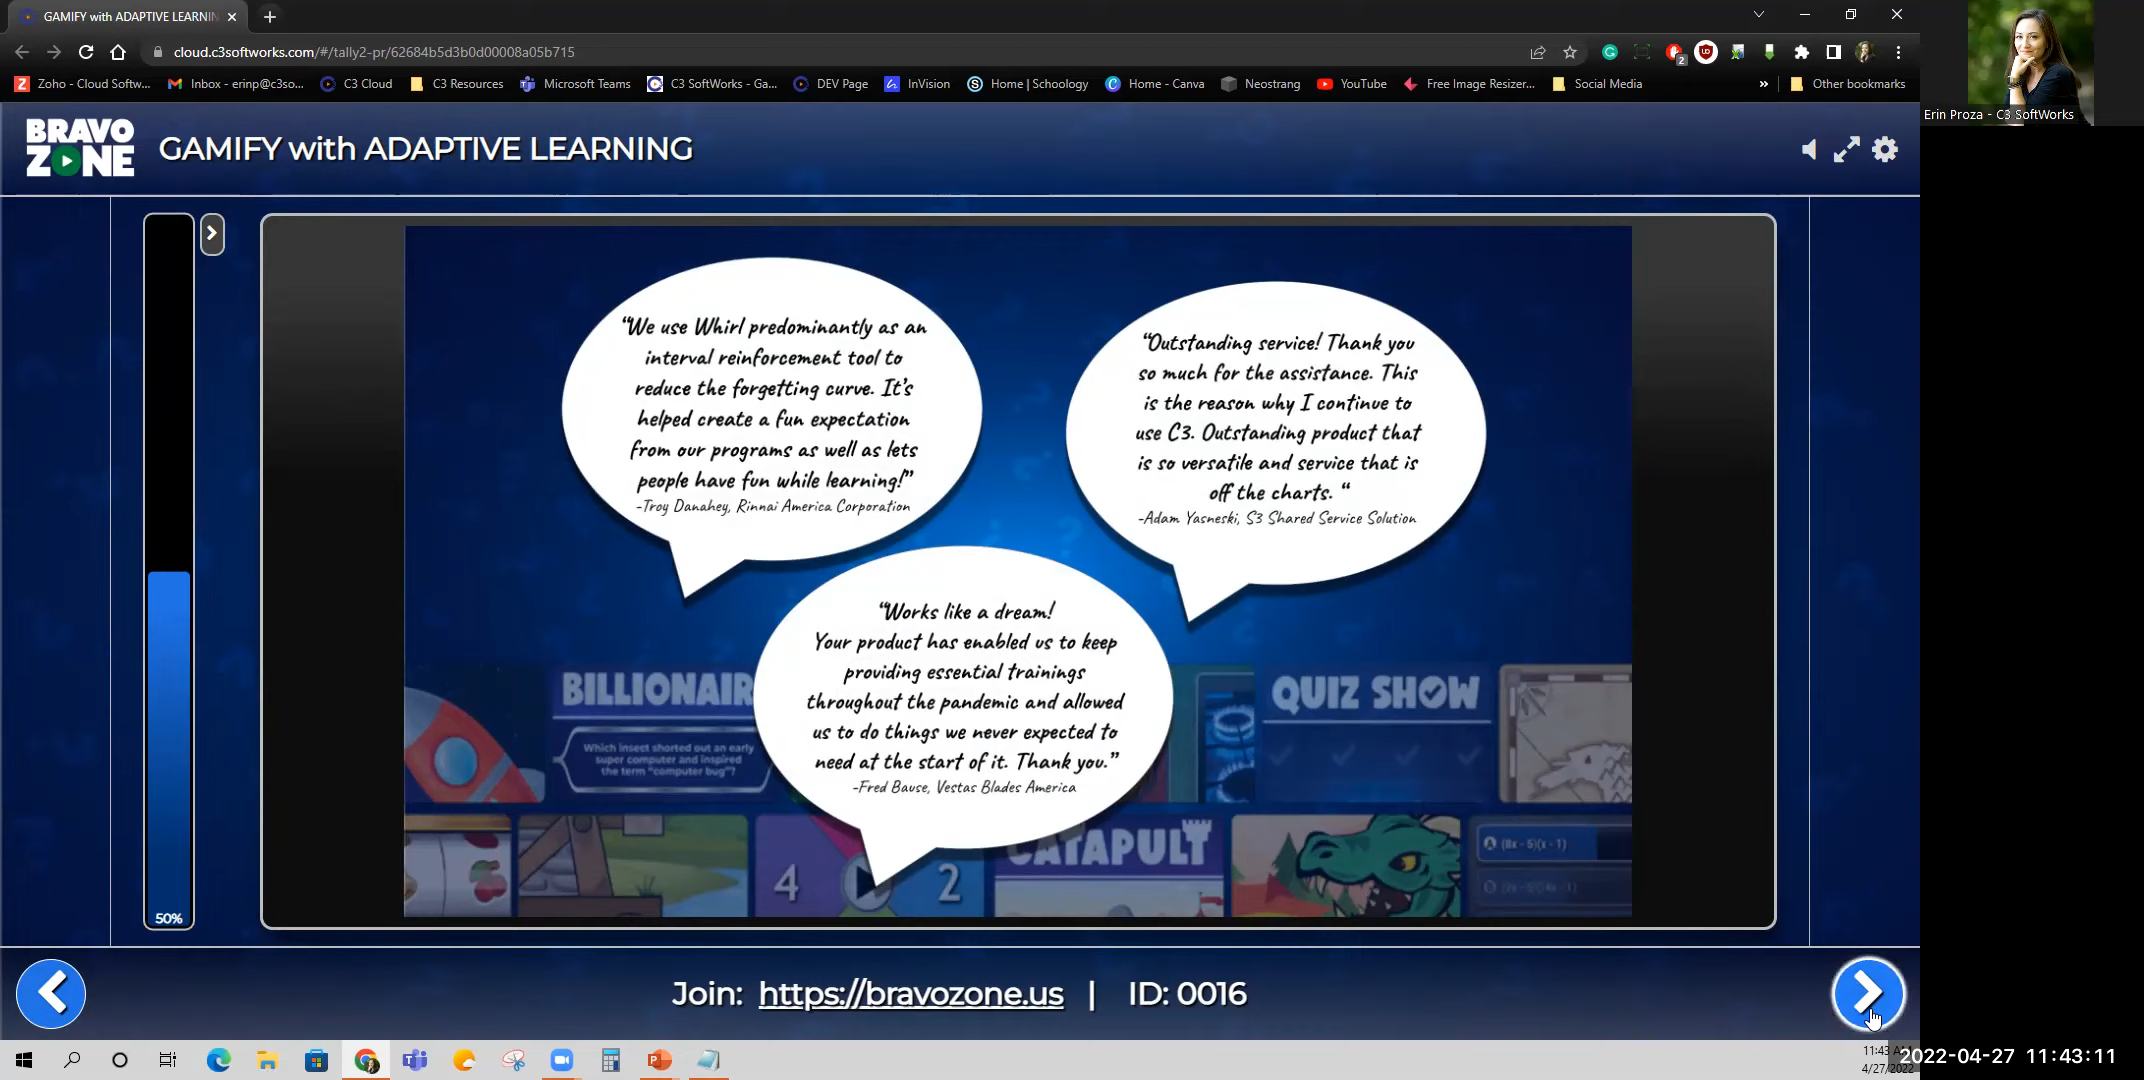 GAMIFY with ADAPTIVE LEARNIN
cloud.c3softworks.com/#/tally2-pr/62684b5d3b0d00008a05b715
2
Zoho - Cloud Softw...
Inbox - erinp@c3so...
C3 Cloud
C3 Resources
Microsoft Teams
C3 SoftWorks - Ga...
DEV Page
InVision
Home | Schoology
Home - Canva
Neostrang
YouTube
Free Image Resizer...
Social Media
»
Other bookmarks
Erin Proza - C3 SoftWorks
BRAVO
ZONE
GAMIFY with ADAPTIVE LEARNING
“We use Whirl predominantly as an
interval reinforcement tool to
reduce the forgetting curve. It’s
helped create a fun expectation
from our programs as well as lets
people have fun while learning!”
-Troy Danahey, Rinnai America Corporation
“Outstanding service! Thank you
so much for the assistance. This
is the reason why I continue to
use C3. Outstanding product that
is so versatile and service that is
off the charts. “
-Adam Yasneski, S3 Shared Service Solution
“Works like a dream!
Your product has enabled us to keep
providing essential trainings
throughout the pandemic and allowed
us to do things we never expected to
need at the start of it. Thank you.”
-Fred Bause, Vestas Blades America
BILLIONAIR
Which insect shorted out an early
super computer and inspired
the term "computer bug"?
QUIZ SHOW
4
2
CATAPULT
A (8x - 5)(x - 1)
50%
Join: https://bravozone.us | ID: 0016
11:43 A
4/27/2022
2022-04-27 11:43:11